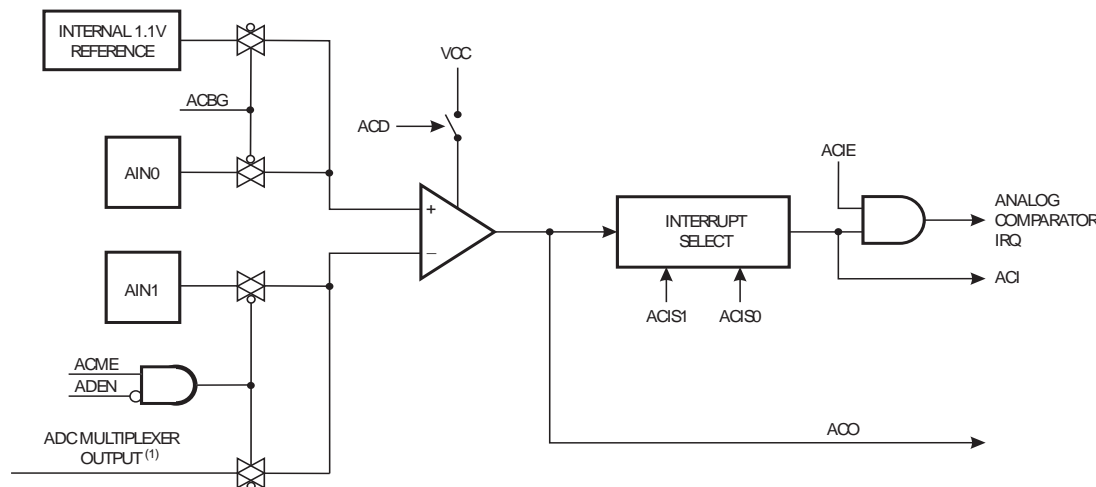 INTERNAL 1.1V
REFERENCE
ACBG
AIN0
VCC
ACD
+
−
AIN1
ACME
ADEN
ADC MULTIPLEXER
OUTPUT (1)
INTERRUPT
SELECT
ACIS1 ACIS0
ACIE
ANALOG
COMPARATOR
IRQ
ACI
ACO